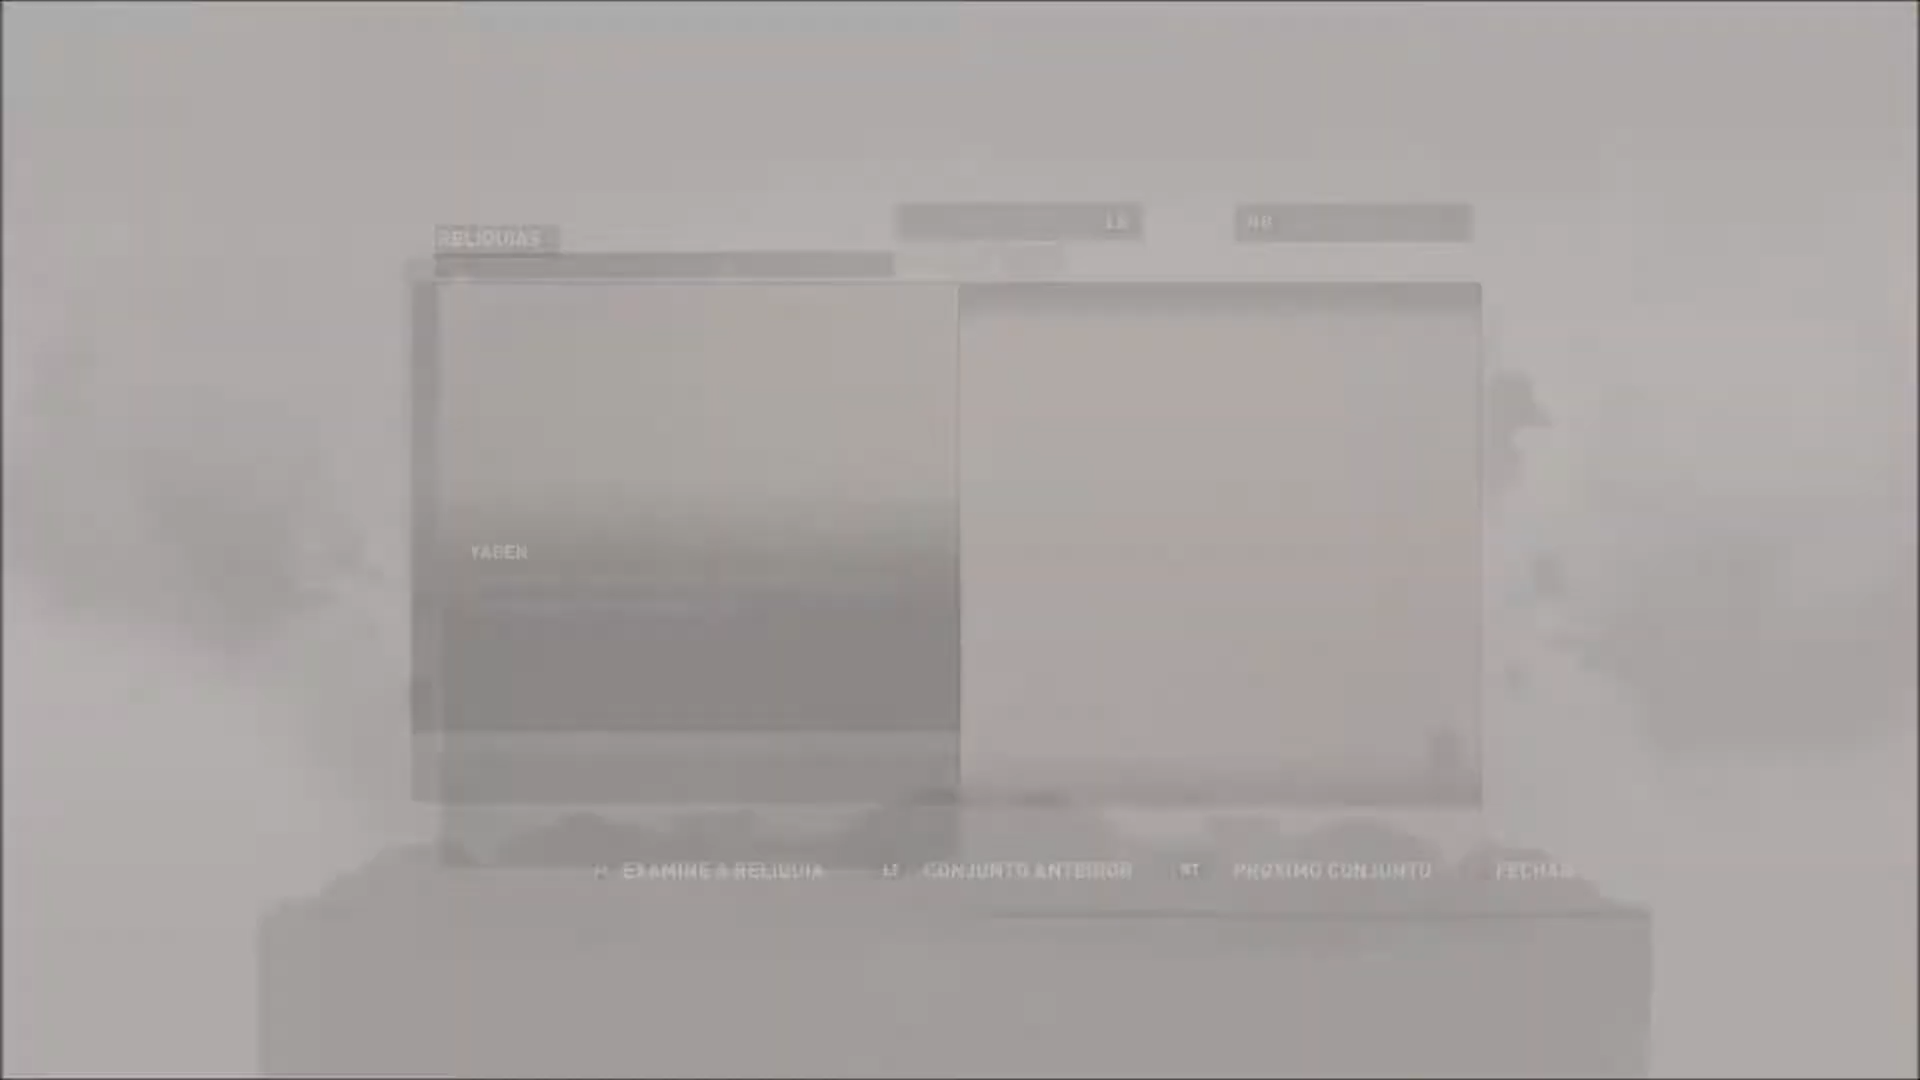 RELIQUIAS
LB
RB
YABEN
EXAMINE A RELIQUIA LT CONJUNTO ANTERIOR RT PROXIMO CONJUNTO FECHAR